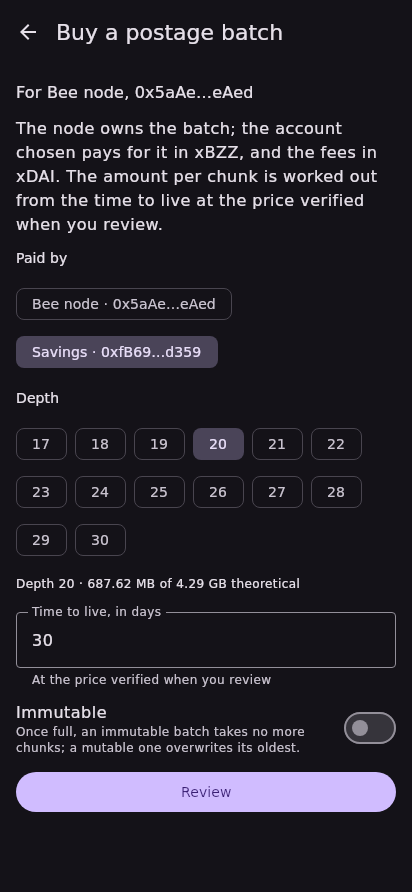 Buy a postage batch
For Bee node, 0x5aAe…eAed
The node owns the batch; the account
chosen pays for it in xBZZ, and the fees in
xDAI. The amount per chunk is worked out
from the time to live at the price verified
when you review.
Paid by
Bee node · 0x5aAe…eAed
Savings · 0xfB69…d359
Depth
17 18 19 20 21 22
23 24 25 26 27 28
29 30
Depth 20 · 687.62 MB of 4.29 GB theoretical
Time to live, in days
30
At the price verified when you review
Immutable
Once full, an immutable batch takes no more
chunks; a mutable one overwrites its oldest.
Review